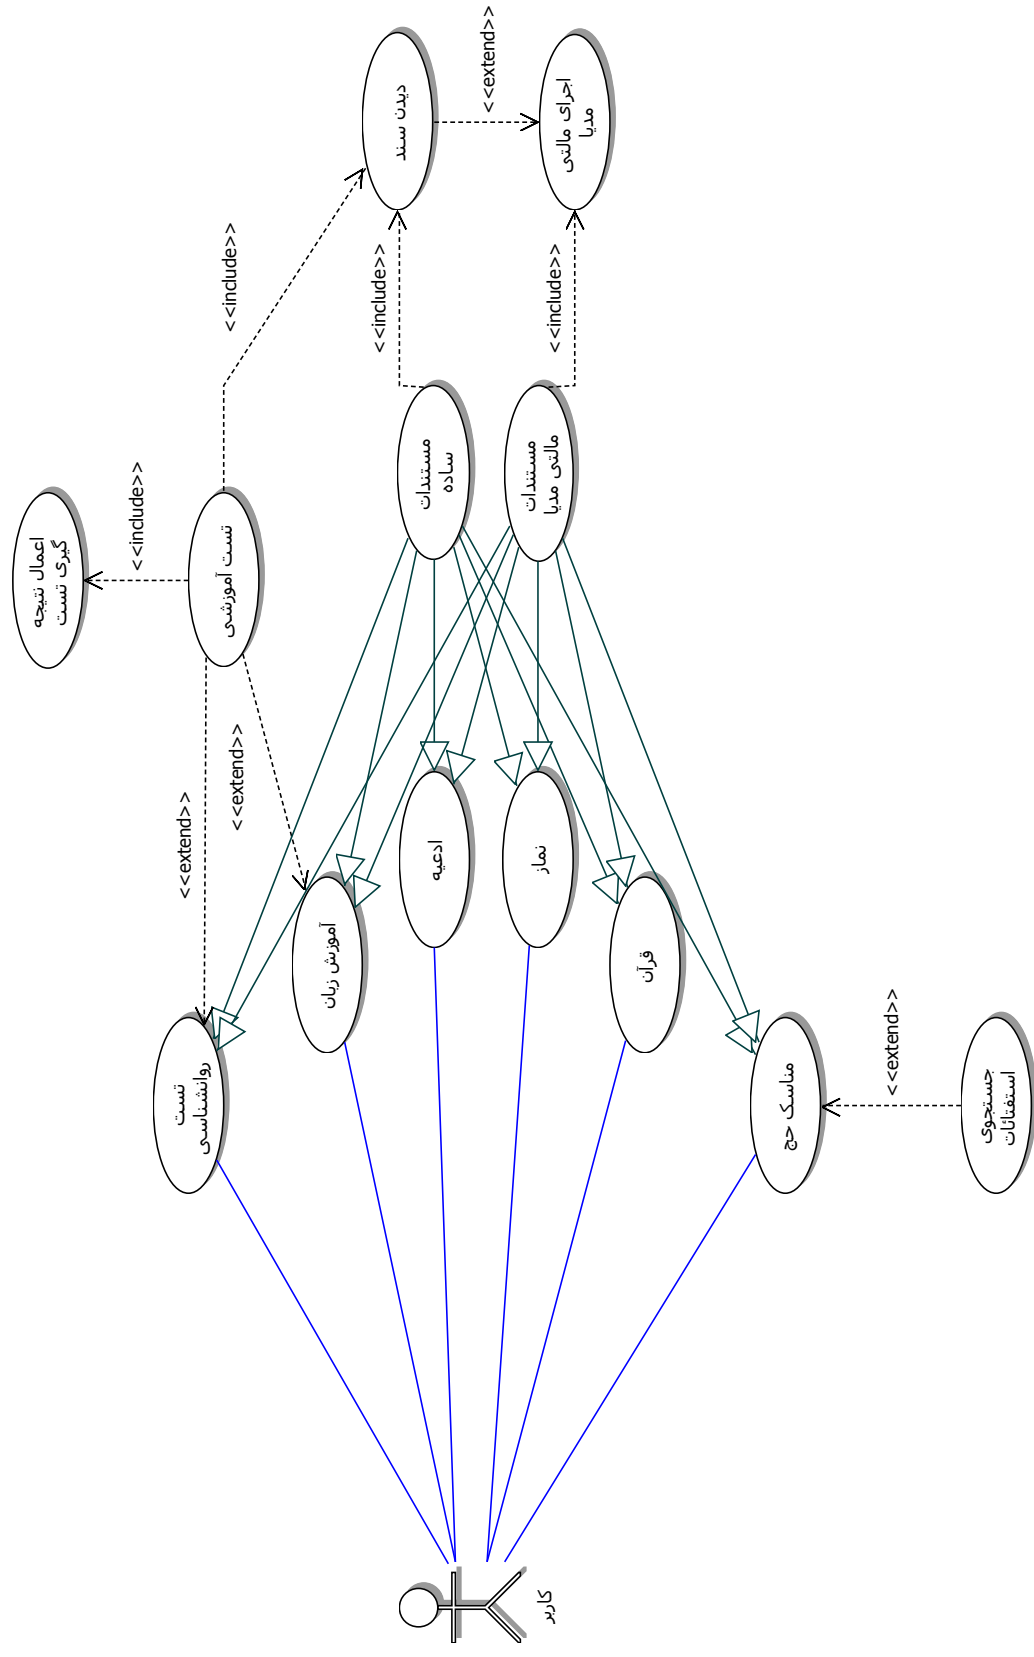 اعمال نتیجه
گیری تست
<<include>>
تست آموزشی
<<include>>
دیدن سند
<<extend>>
اجرای مالتی
مدیا
<<include>>
<<include>>
مستندات
ساده
مستندات
مالتی مدیا
<<extend>>
<<extend>>
تست
روانشناسی
آموزش زبان
ادعیه
نماز
قرآن
مناسک حج
<<extend>>
جستجوی
استفتائات
کاربر